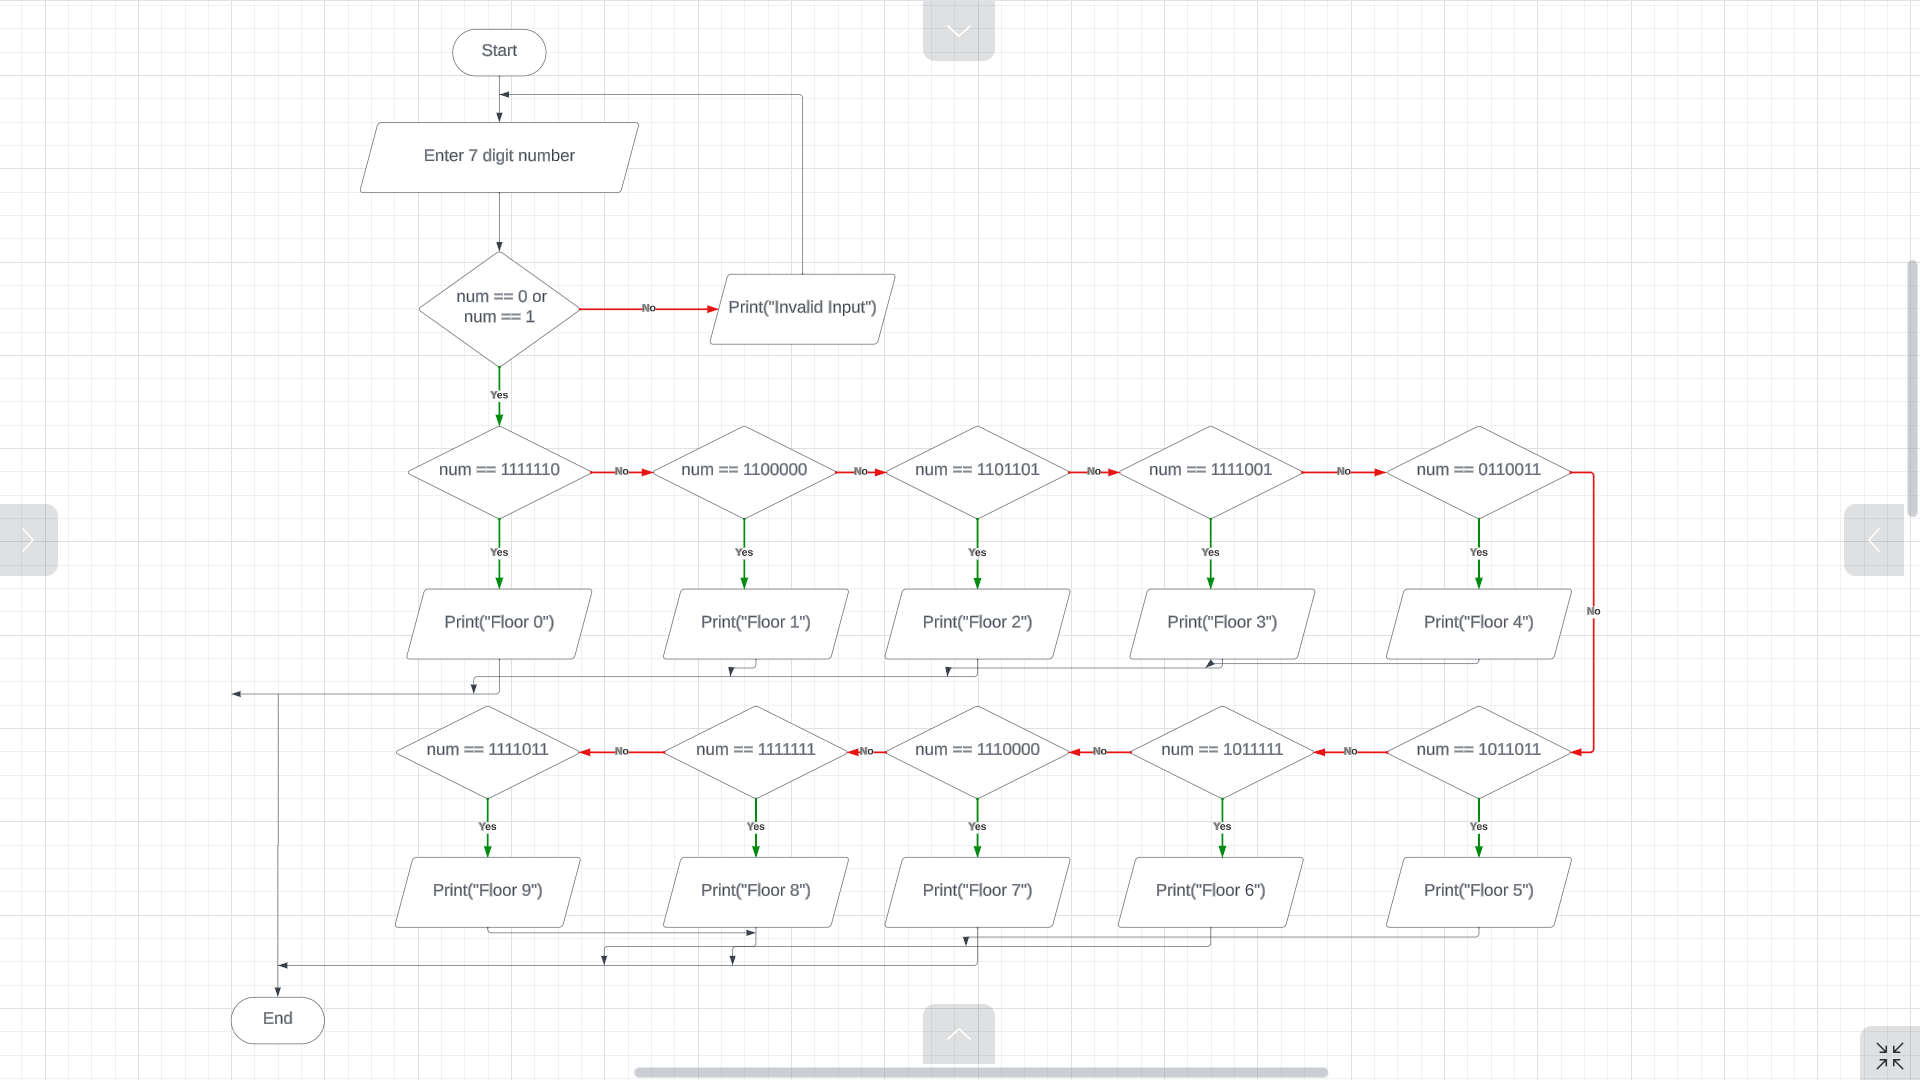 Start
Enter 7 digit number
num == 0 or
num == 1
No
Print("Invalid Input")
Yes
num == 1111110
No
num == 1100000
No
num == 1101101
No
num == 1111001
No
num == 0110011
Yes
Yes
Yes
Yes
Yes
No
Print("Floor 0")
Print("Floor 1")
Print("Floor 2")
Print("Floor 3")
Print("Floor 4")
num == 1111011
No
num == 1111111
No
num == 1110000
No
num == 1011111
No
num == 1011011
Yes
Yes
Yes
Yes
Yes
Print("Floor 9")
Print("Floor 8")
Print("Floor 7")
Print("Floor 6")
Print("Floor 5")
End